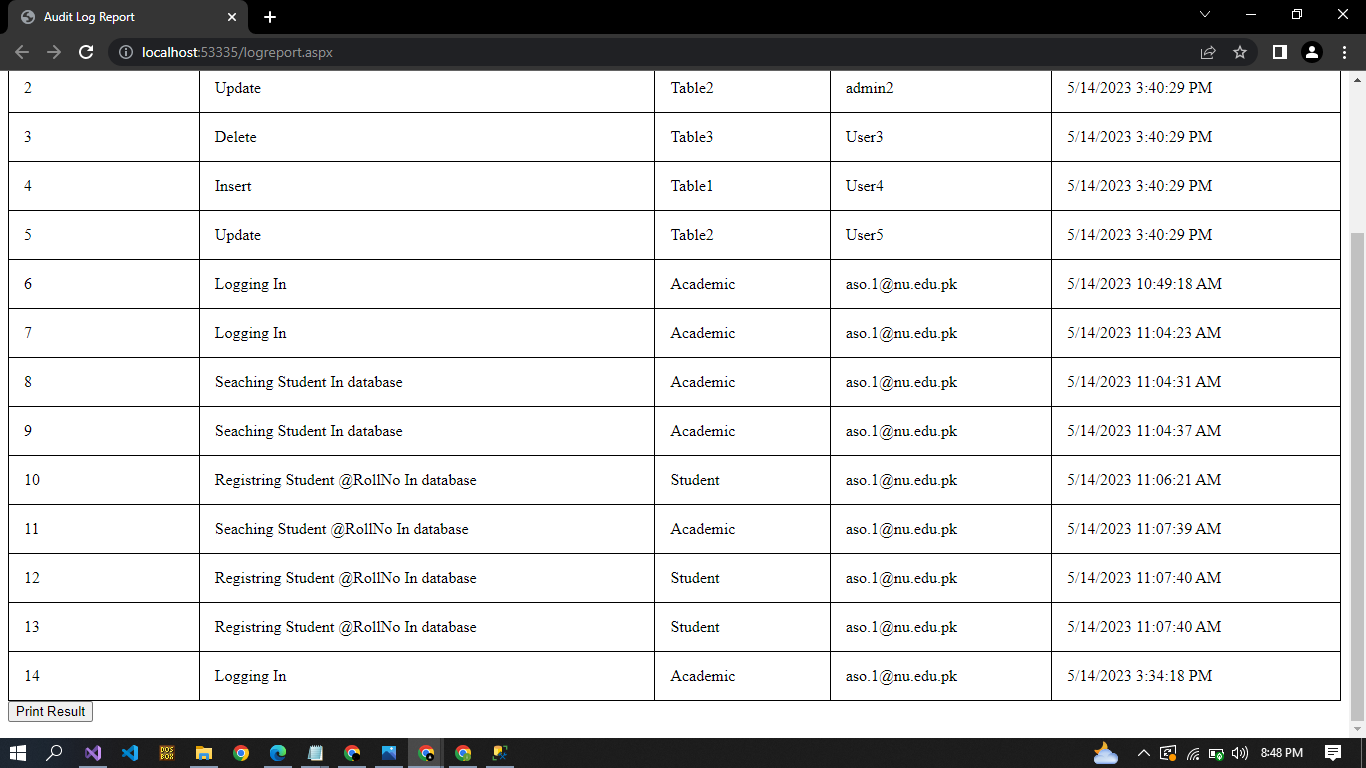 Audit Log Report
localhost:53335/logreport.aspx
2 Update Table2 admin2 5/14/2023 3:40:29 PM
3 Delete Table3 User3 5/14/2023 3:40:29 PM
4 Insert Table1 User4 5/14/2023 3:40:29 PM
5 Update Table2 User5 5/14/2023 3:40:29 PM
6 Logging In Academic aso.1@nu.edu.pk 5/14/2023 10:49:18 AM
7 Logging In Academic aso.1@nu.edu.pk 5/14/2023 11:04:23 AM
8 Seaching Student In database Academic aso.1@nu.edu.pk 5/14/2023 11:04:31 AM
9 Seaching Student In database Academic aso.1@nu.edu.pk 5/14/2023 11:04:37 AM
10 Registring Student @RollNo In database Student aso.1@nu.edu.pk 5/14/2023 11:06:21 AM
11 Seaching Student @RollNo In database Academic aso.1@nu.edu.pk 5/14/2023 11:07:39 AM
12 Registring Student @RollNo In database Student aso.1@nu.edu.pk 5/14/2023 11:07:40 AM
13 Registring Student @RollNo In database Student aso.1@nu.edu.pk 5/14/2023 11:07:40 AM
14 Logging In Academic aso.1@nu.edu.pk 5/14/2023 3:34:18 PM
Print Result
DOS BOX
8:48 PM